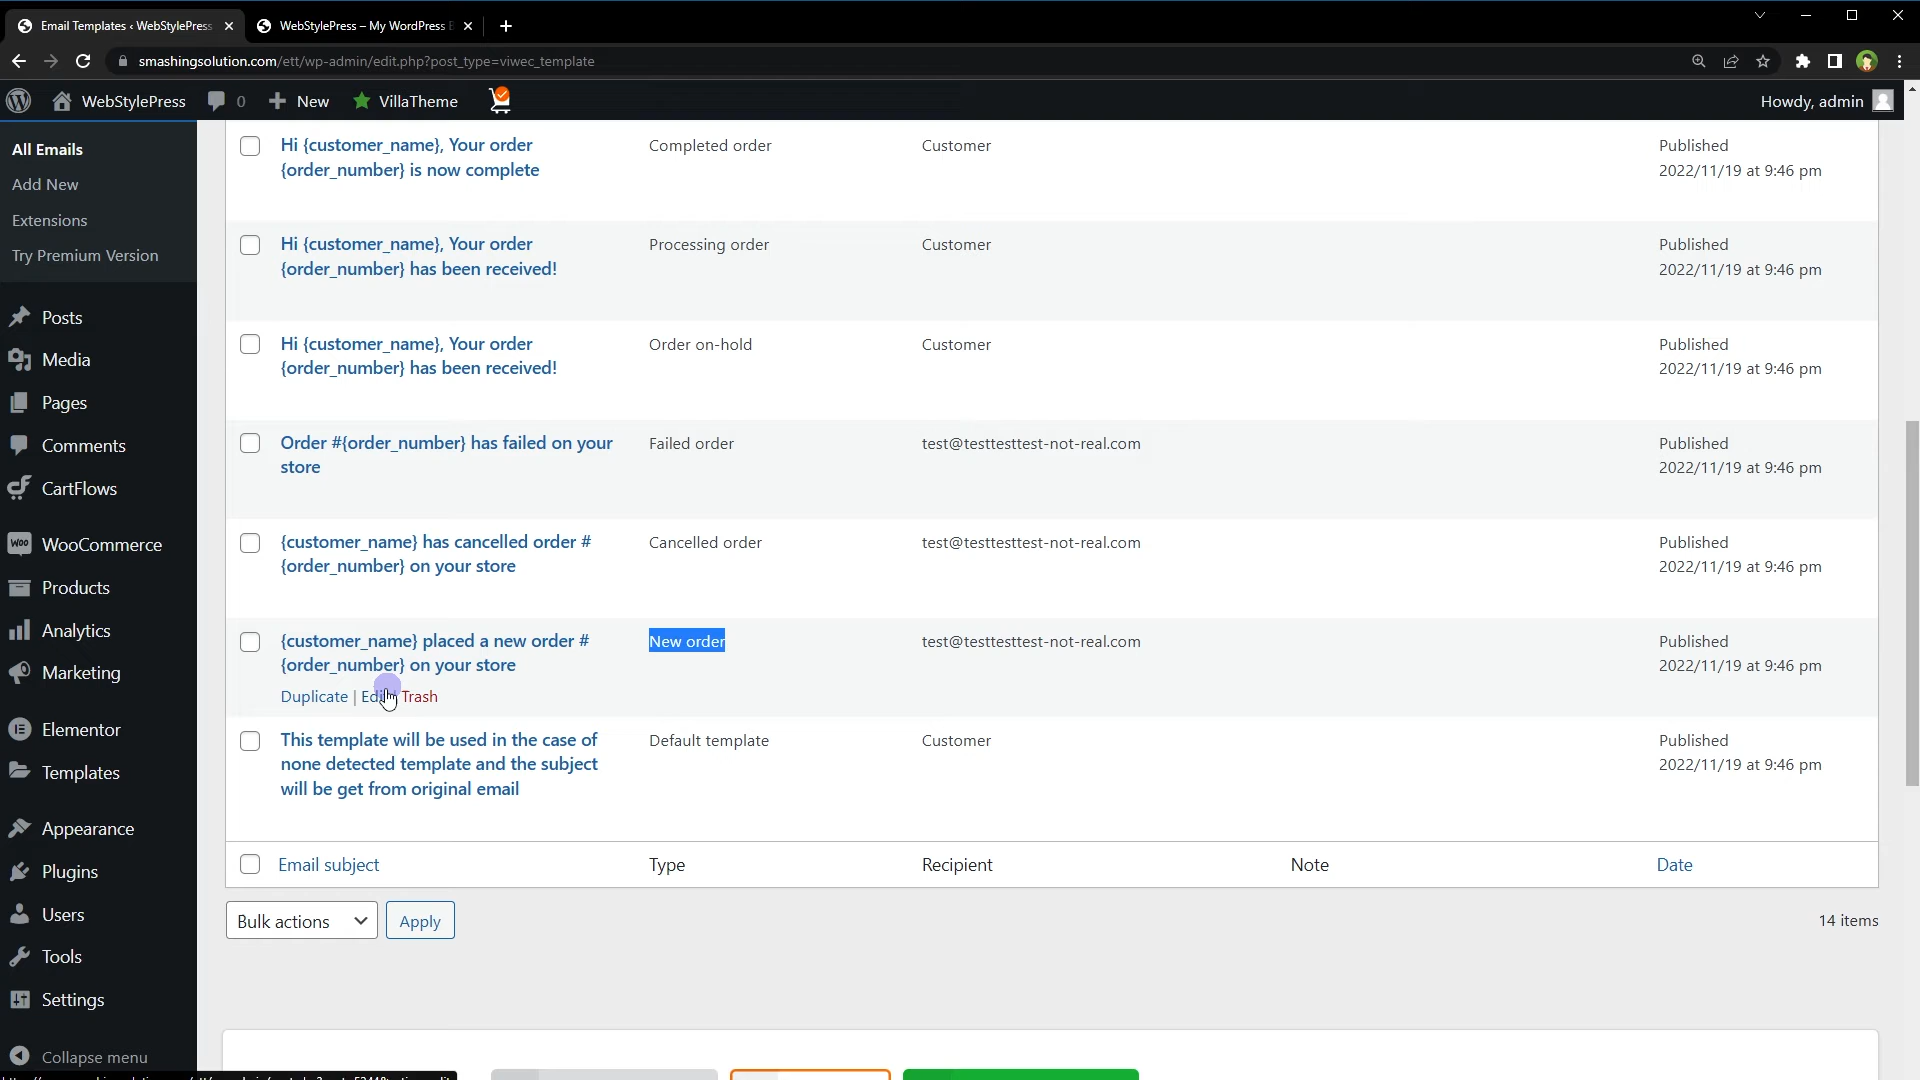 Email Templates ‹ WebStylePress
WebStylePress – My WordPress
smashingsolution.com/ett/wp-admin/edit.php?post_type=viwec_template
WebStylePress 0 New VillaTheme Howdy, admin
All Emails
Add New
Extensions
Try Premium Version
Posts
Media
Pages
Comments
CartFlows
WOO WooCommerce
Products
Analytics
Marketing
Elementor
Templates
Appearance
Plugins
Users
Tools
Settings
Collapse menu
Hi {customer_name}, Your order Completed order Customer Published
{order_number} is now complete 2022/11/19 at 9:46 pm
Hi {customer_name}, Your order Processing order Customer Published
{order_number} has been received! 2022/11/19 at 9:46 pm
Hi {customer_name}, Your order Order on-hold Customer Published
{order_number} has been received! 2022/11/19 at 9:46 pm
Order #{order_number} has failed on your Failed order test@testtesttest-not-real.com Published
store 2022/11/19 at 9:46 pm
{customer_name} has cancelled order # Cancelled order test@testtesttest-not-real.com Published
{order_number} on your store 2022/11/19 at 9:46 pm
{customer_name} placed a new order # New order test@testtesttest-not-real.com Published
{order_number} on your store 2022/11/19 at 9:46 pm
Duplicate | Edit Trash
This template will be used in the case of Default template Customer Published
none detected template and the subject 2022/11/19 at 9:46 pm
will be get from original email
Email subject Type Recipient Note Date
Bulk actions Apply 14 items